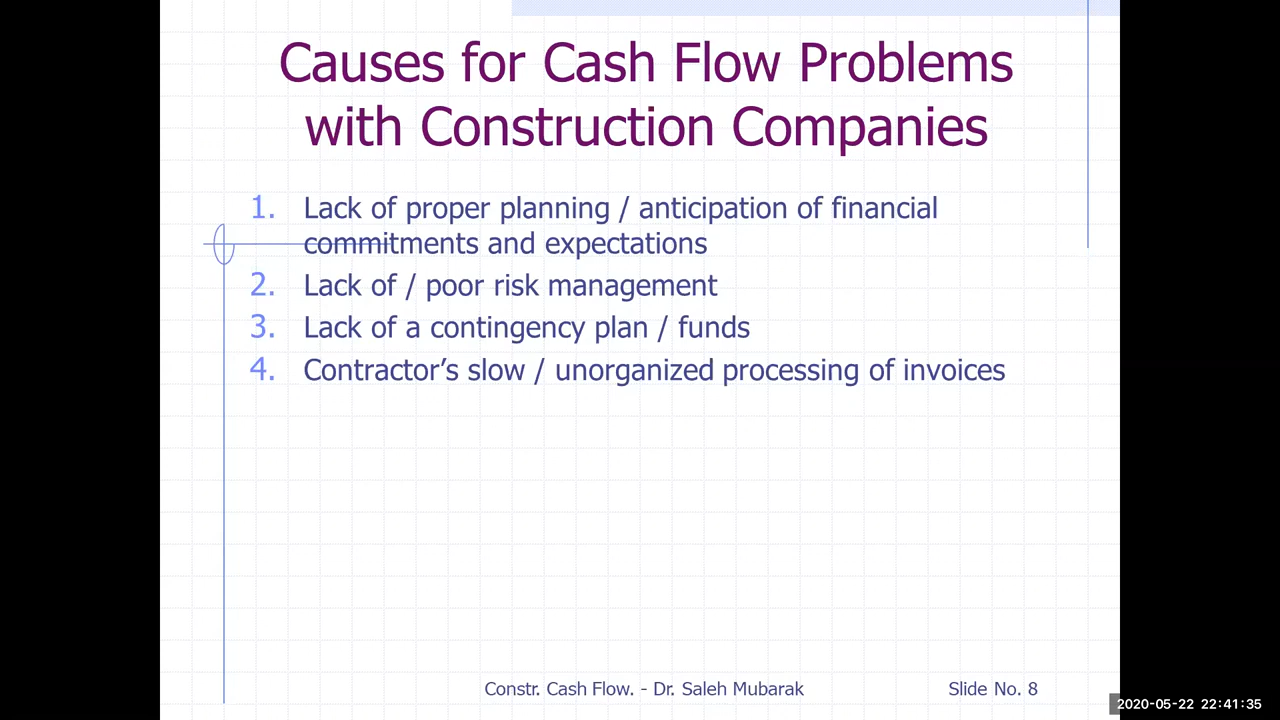 Causes for Cash Flow Problems
with Construction Companies
1. Lack of proper planning / anticipation of financial
commitments and expectations
2. Lack of / poor risk management
3. Lack of a contingency plan / funds
4. Contractor’s slow / unorganized processing of invoices
Constr. Cash Flow. - Dr. Saleh Mubarak
Slide No. 8
2020-05-22 22:41:35